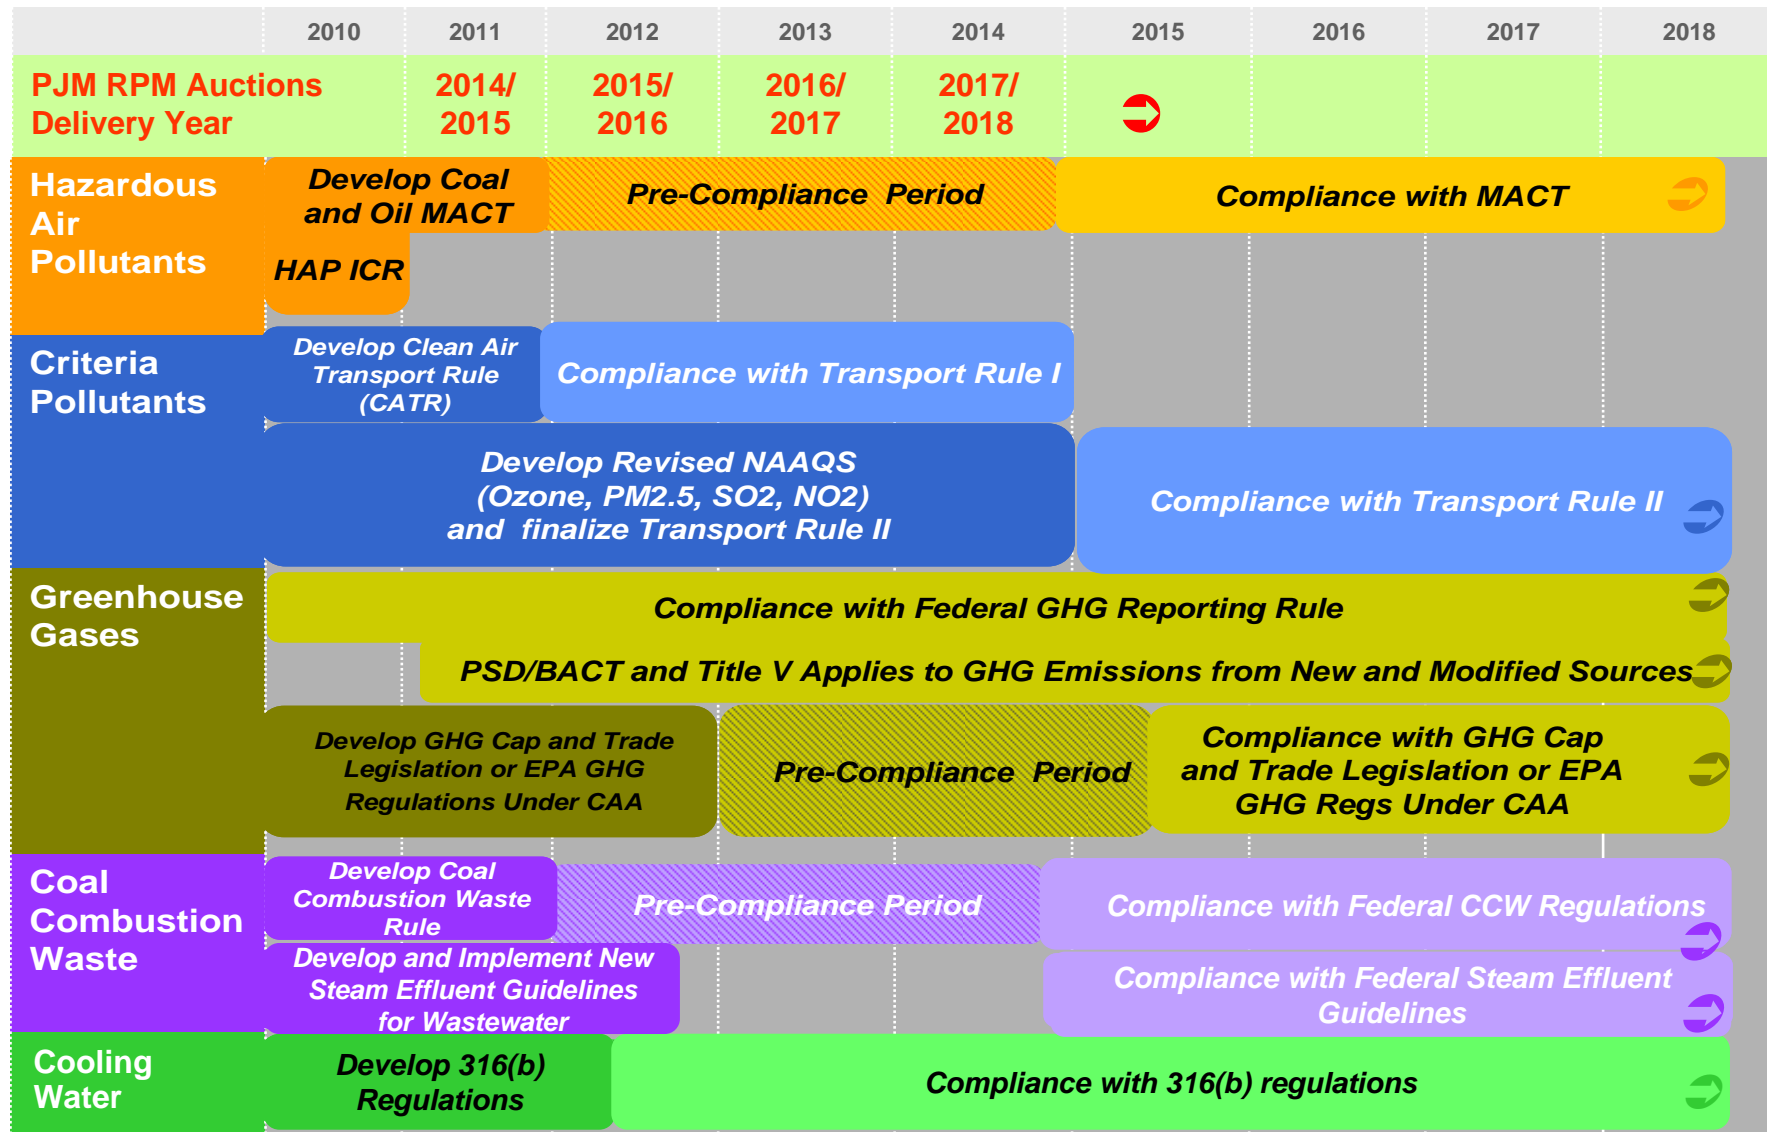 2010 2011 2012 2013 2014 2015 2016 2017 2018
PJM RPM Auctions
Delivery Year
2014/
2015
2015/
2016
2016/
2017
2017/
2018
Hazardous
Air
Pollutants
Develop Coal
and Oil MACT
HAP ICR
Pre-Compliance Period
Compliance with MACT
Criteria
Pollutants
Develop Clean Air
Transport Rule
(CATR)
Compliance with Transport Rule I
Develop Revised NAAQS
(Ozone, PM2.5, SO2, NO2)
and finalize Transport Rule II
Compliance with Transport Rule II
Greenhouse
Gases
Compliance with Federal GHG Reporting Rule
PSD/BACT and Title V Applies to GHG Emissions from New and Modified Sources
Develop GHG Cap and Trade
Legislation or EPA GHG
Regulations Under CAA
Pre-Compliance Period
Compliance with GHG Cap
and Trade Legislation or EPA
GHG Regs Under CAA
Coal
Combustion
Waste
Develop Coal
Combustion Waste
Rule
Pre-Compliance Period
Compliance with Federal CCW Regulations
Develop and Implement New
Steam Effluent Guidelines
for Wastewater
Compliance with Federal Steam Effluent
Guidelines
Cooling
Water
Develop 316(b)
Regulations
Compliance with 316(b) regulations